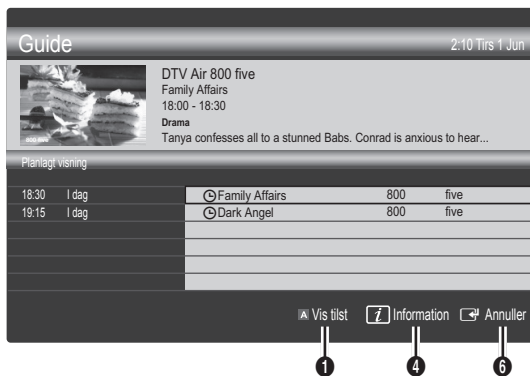 Guide 2:10 Tirs 1 Jun
DTV Air 800 five
Family Affairs
18:00 - 18:30
Drama
Tanya confesses all to a stunned Babs. Conrad is anxious to hear...
800 five
Planlagt visning
18:30 I dag Family Affairs 800 five
19:15 I dag Dark Angel 800 five
A Vis tilst i Information Annuller
1 4 6